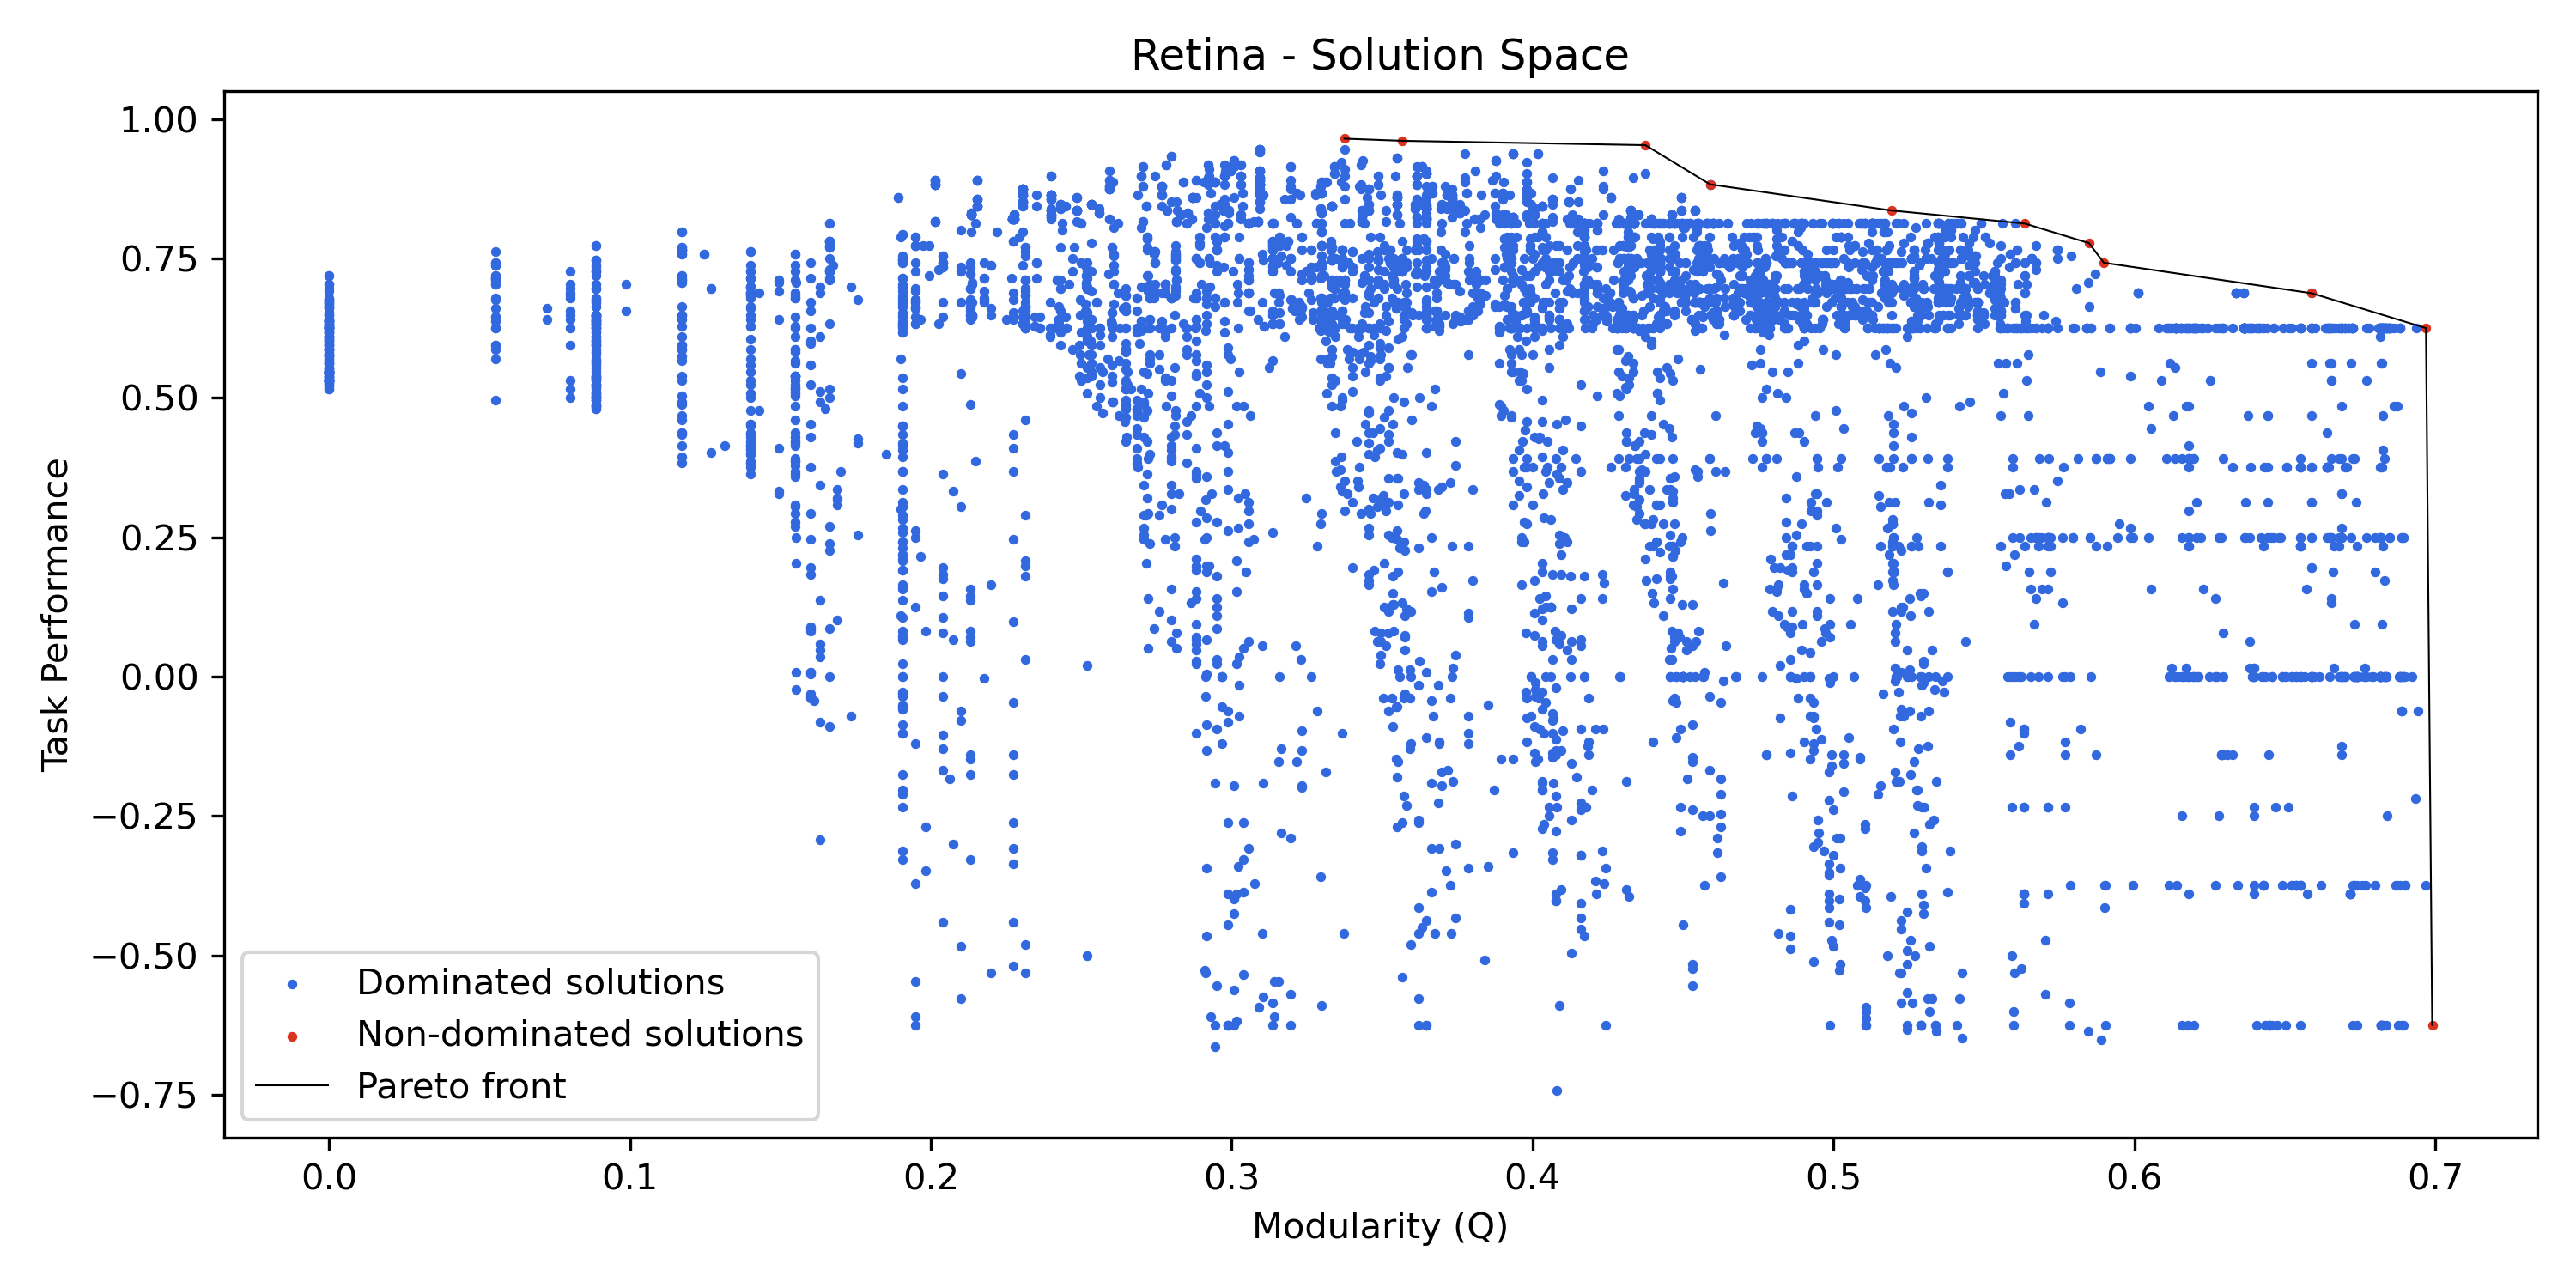 Retina - Solution Space
1.00
0.75
0.50
0.25
0.00
−0.25
−0.50
−0.75
Task Performance
Dominated solutions
Non-dominated solutions
Pareto front
0.0 0.1 0.2 0.3 0.4 0.5 0.6 0.7
Modularity (Q)